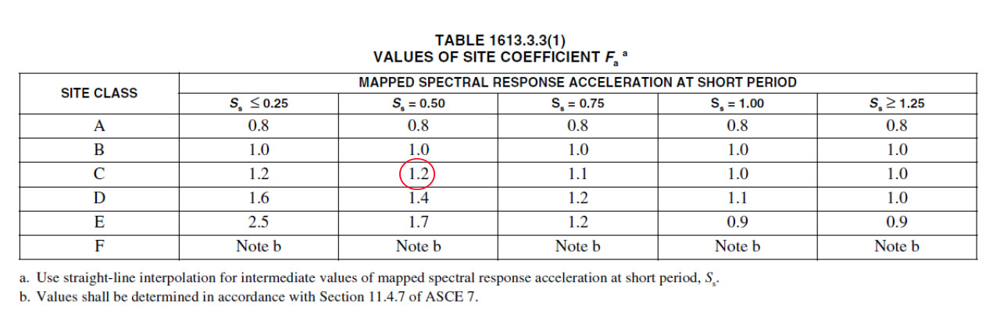 TABLE 1613.3.3(1)
VALUES OF SITE COEFFICIENT Fa a
SITE CLASS
MAPPED SPECTRAL RESPONSE ACCELERATION AT SHORT PERIOD
Ss ≤ 0.25 Ss = 0.50 Ss = 0.75 Ss = 1.00 Ss ≥ 1.25
A 0.8 0.8 0.8 0.8 0.8
B 1.0 1.0 1.0 1.0 1.0
C 1.2 1.2 1.1 1.0 1.0
D 1.6 1.4 1.2 1.1 1.0
E 2.5 1.7 1.2 0.9 0.9
F Note b Note b Note b Note b Note b
a. Use straight-line interpolation for intermediate values of mapped spectral response acceleration at short period, Ss.
b. Values shall be determined in accordance with Section 11.4.7 of ASCE 7.